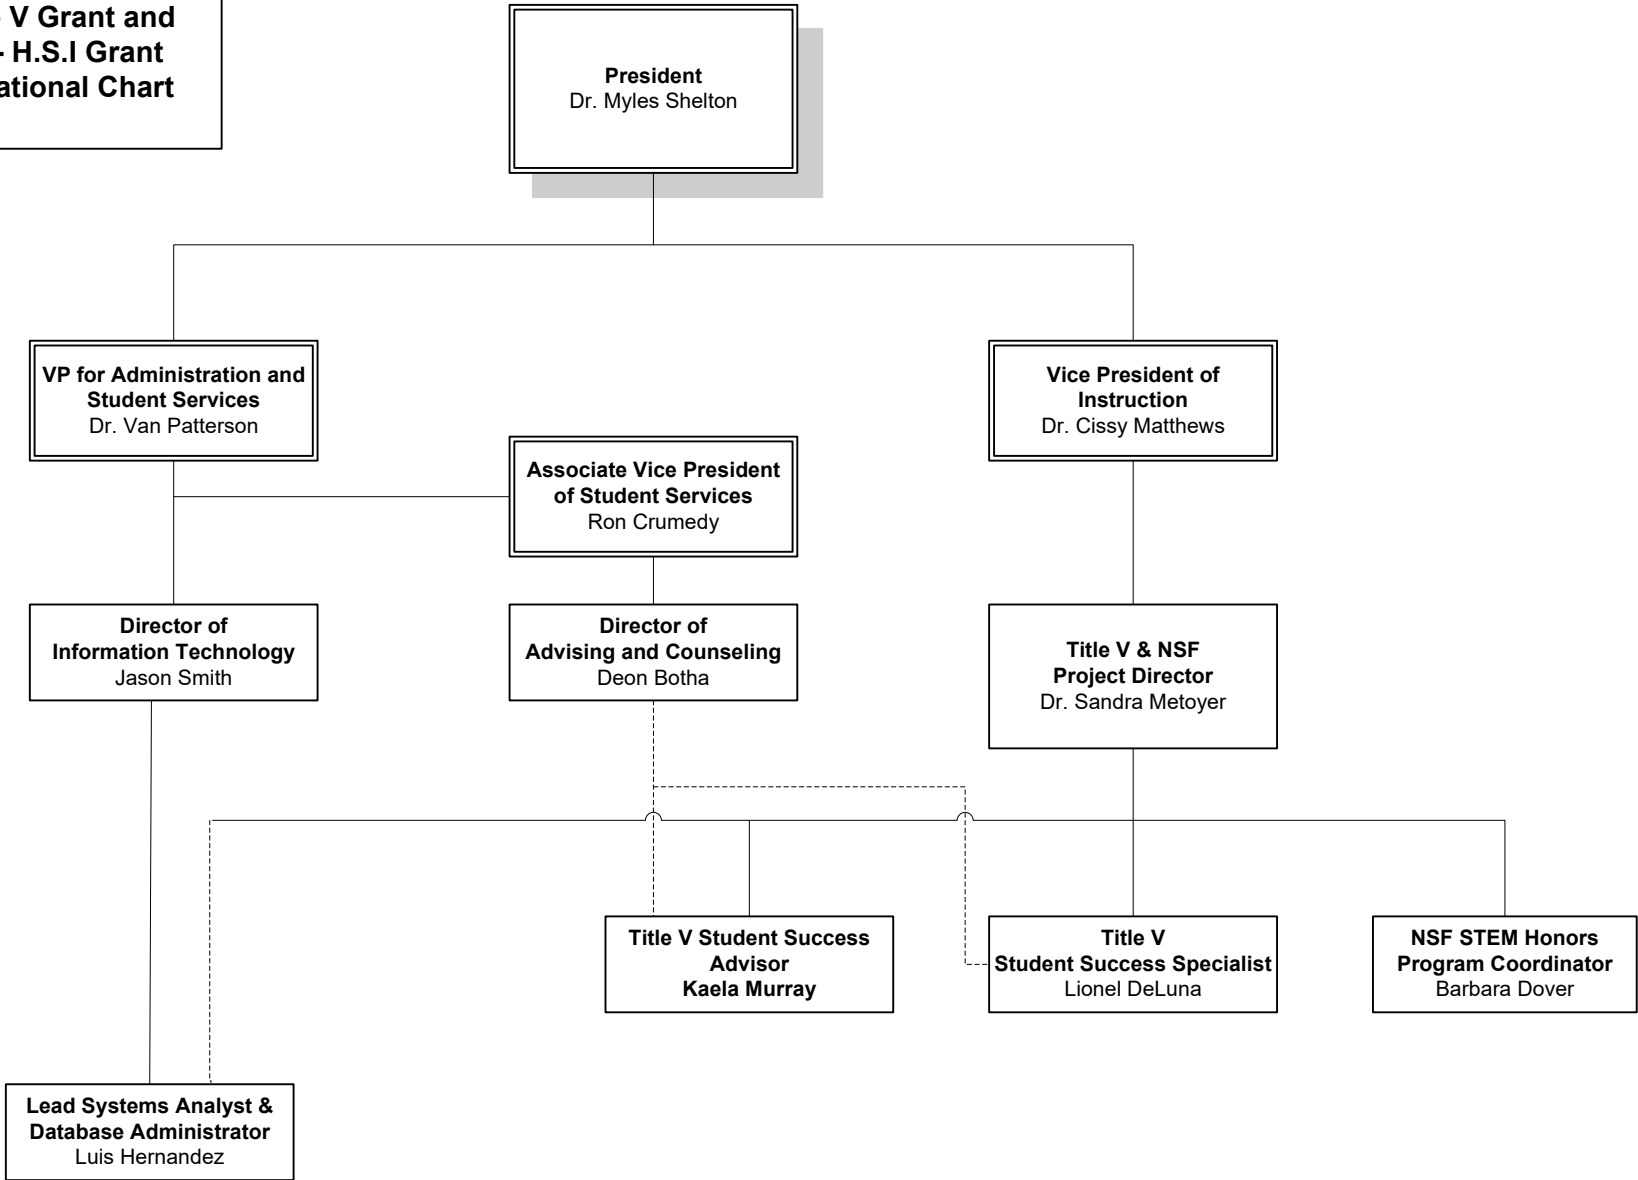 V Grant and
- H.S.I Grant
ational Chart
President
Dr. Myles Shelton
VP for Administration and
Student Services
Dr. Van Patterson
Vice President of
Instruction
Dr. Cissy Matthews
Associate Vice President
of Student Services
Ron Crumedy
Director of
Information Technology
Jason Smith
Director of
Advising and Counseling
Deon Botha
Title V & NSF
Project Director
Dr. Sandra Metoyer
Title V Student Success
Advisor
Kaela Murray
Title V
Student Success Specialist
Lionel DeLuna
NSF STEM Honors
Program Coordinator
Barbara Dover
Lead Systems Analyst &
Database Administrator
Luis Hernandez